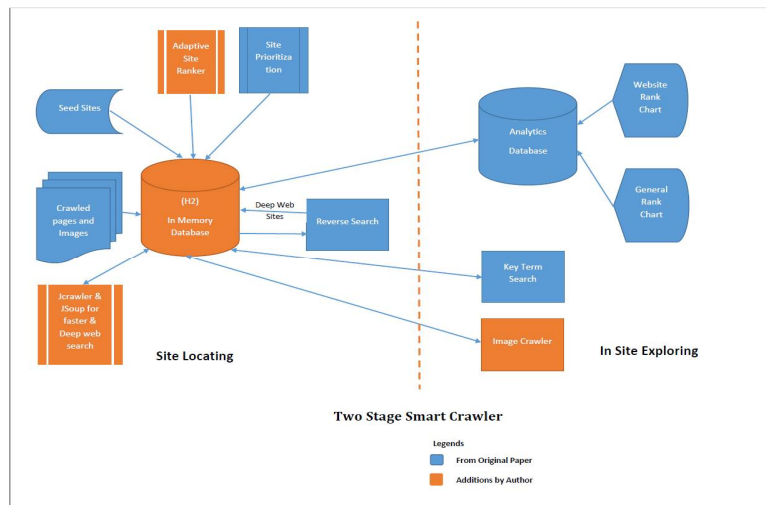 Adaptive
Site
Ranker
Site
Prioritiza
tion
Seed Sites
Website
Rank
Chart
Analytics
Database
(H2)
In Memory
Database
Deep Web
Sites
Reverse Search
General
Rank
Chart
Crawled
pages and
Images
Key Term
Search
Jcrawler &
JSoup for
faster &
Deep web
search
Image Crawler
Site Locating
In Site Exploring
Two Stage Smart Crawler
Legends
From Original Paper
Additions by Author